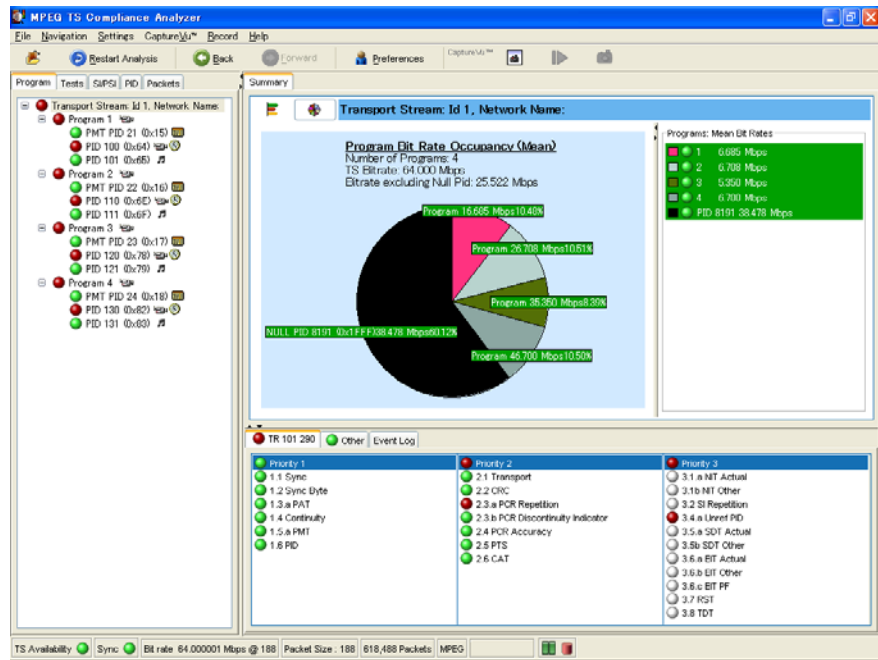 MPEG TS Compliance Analyzer
File Navigation Settings CaptureVu™ Record Help
Restart Analysis Back Forward Preferences CaptureVu™
Program Tests SI/PSI PID Packets
Transport Stream: Id 1, Network Name:
Program 1
PMT PID 21 (0x15)
PID 100 (0x64)
PID 101 (0x65)
Program 2
PMT PID 22 (0x16)
PID 110 (0x6E)
PID 111 (0x6F)
Program 3
PMT PID 23 (0x17)
PID 120 (0x78)
PID 121 (0x79)
Program 4
PMT PID 24 (0x18)
PID 130 (0x82)
PID 131 (0x83)
Summary
Transport Stream: Id 1, Network Name:
Program Bit Rate Occupancy (Mean)
Number of Programs: 4
TS Bitrate: 64.000 Mbps
Bitrate excluding Null Pid: 25.522 Mbps
Program 16.685 Mbps10.48%
Program 26.708 Mbps10.51%
Program 35.350 Mbps8.39%
NULL PID 8191 (0x1FFF)38.478 Mbps60.12%
Program 46.700 Mbps10.50%
Programs: Mean Bit Rates
1 6.685 Mbps
2 6.708 Mbps
3 5.350 Mbps
4 6.700 Mbps
PID 8191 38.478 Mbps
TR 101 290 Other Event Log
Priority 1
1.1 Sync
1.2 Sync Byte
1.3.a PAT
1.4 Continuity
1.5.a PMT
1.6 PID
Priority 2
2.1 Transport
2.2 CRC
2.3.a PCR Repetition
2.3.b PCR Discontinuity Indicator
2.4 PCR Accuracy
2.5 PTS
2.6 CAT
Priority 3
3.1.a NIT Actual
3.1b NIT Other
3.2 SI Repetition
3.4.a Unref PID
3.5.a SDT Actual
3.5b SDT Other
3.6.a EIT Actual
3.6.b EIT Other
3.6.c EIT PF
3.7 RST
3.8 TDT
TS Availability Sync Bit rate 64.000001 Mbps @ 188 Packet Size : 188 618,488 Packets MPEG